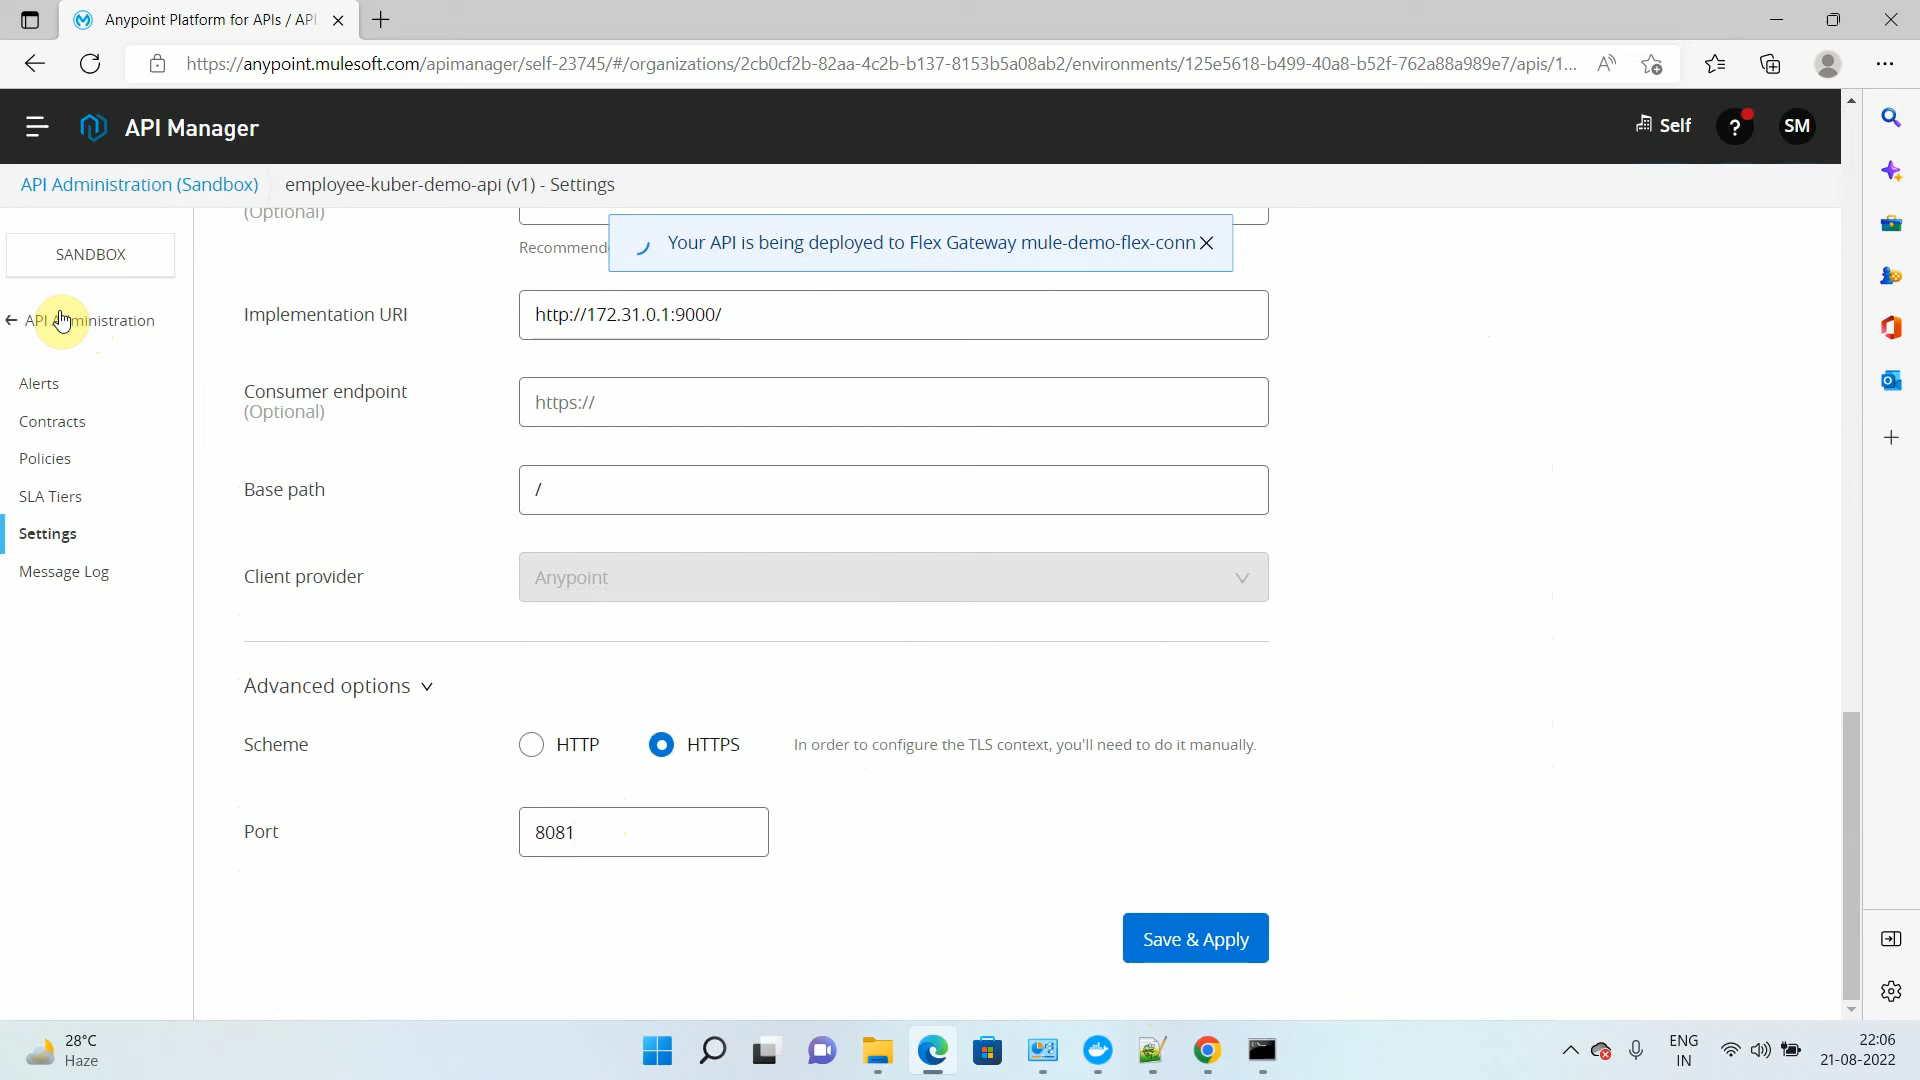 Anypoint Platform for APIs / API
https://anypoint.mulesoft.com/apimanager/self-23745/#/organizations/2cb0cf2b-82aa-4c2b-b137-8153b5a08ab2/environments/125e5618-b499-40a8-b52f-762a88a989e7/apis/1...
API Manager
Self
?
SM
API Administration (Sandbox)
employee-kuber-demo-api (v1) - Settings
(Optional)
Recommend
Your API is being deployed to Flex Gateway mule-demo-flex-conn
SANDBOX
API Administration
Alerts
Contracts
Policies
SLA Tiers
Settings
Message Log
Implementation URI
http://172.31.0.1:9000/
Consumer endpoint
(Optional)
https://
Base path
/
Client provider
Anypoint
Advanced options
Scheme
HTTP
HTTPS
In order to configure the TLS context, you'll need to do it manually.
Port
8081
Save & Apply
28°C
Haze
ENG
IN
22:06
21-08-2022